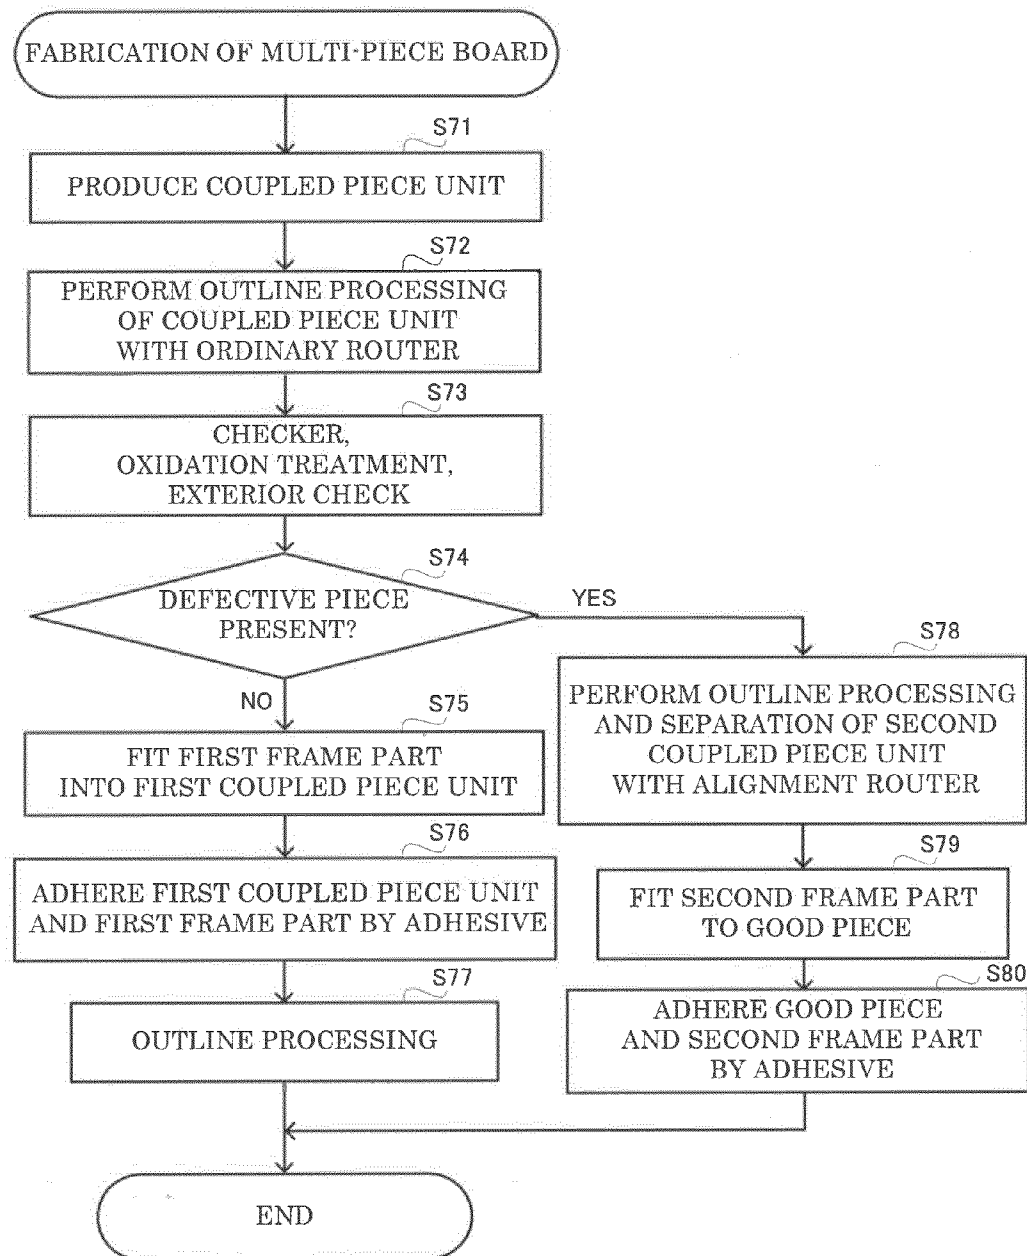 FABRICATION OF MULTI-PIECE BOARD
S71
PRODUCE COUPLED PIECE UNIT
S72
PERFORM OUTLINE PROCESSING
OF COUPLED PIECE UNIT
WITH ORDINARY ROUTER
S73
CHECKER,
OXIDATION TREATMENT,
EXTERIOR CHECK
S74
DEFECTIVE PIECE
PRESENT?
YES
NO
S75
FIT FIRST FRAME PART
INTO FIRST COUPLED PIECE UNIT
S76
ADHERE FIRST COUPLED PIECE UNIT
AND FIRST FRAME PART BY ADHESIVE
S77
OUTLINE PROCESSING
S78
PERFORM OUTLINE PROCESSING
AND SEPARATION OF SECOND
COUPLED PIECE UNIT
WITH ALIGNMENT ROUTER
S79
FIT SECOND FRAME PART
TO GOOD PIECE
S80
ADHERE GOOD PIECE
AND SECOND FRAME PART
BY ADHESIVE
END